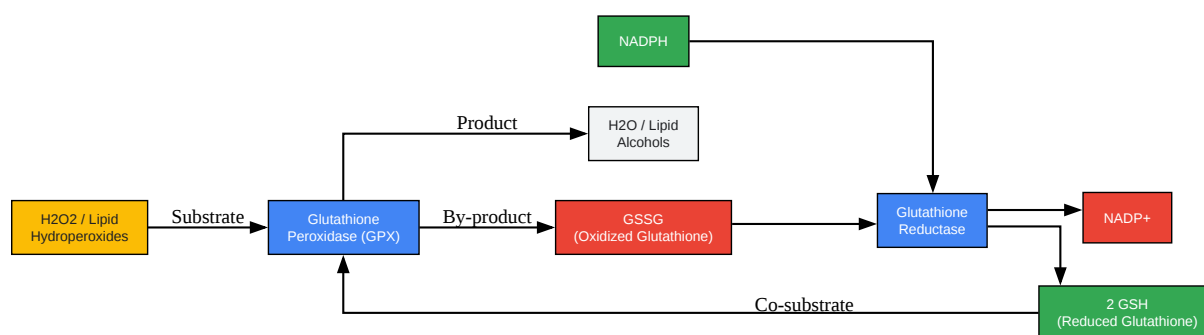 NADPH
Product
H2O / Lipid
Alcohols
H2O2 / Lipid
Hydroperoxides
Substrate
Glutathione
Peroxidase (GPX)
By-product
GSSG
(Oxidized Glutathione)
Glutathione
Reductase
NADP+
Co-substrate
2 GSH
(Reduced Glutathione)